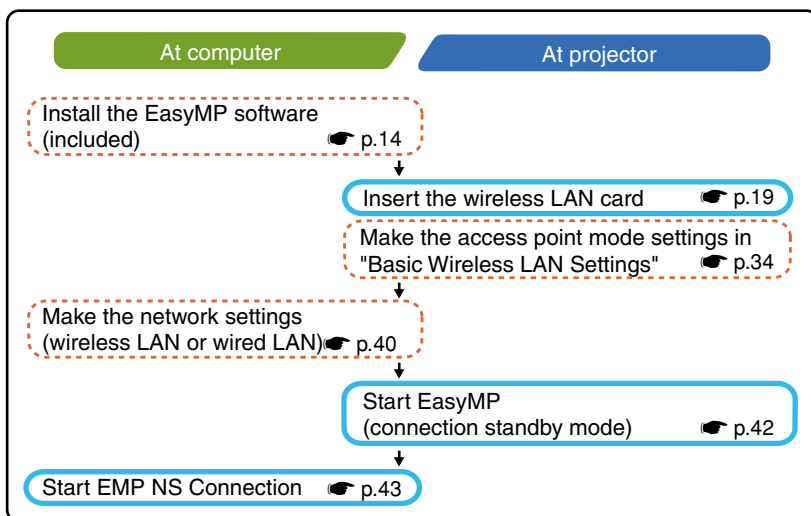 At computer
At projector
Install the EasyMP software
(included) ☛ p.14
Insert the wireless LAN card ☛ p.19
Make the access point mode settings in
"Basic Wireless LAN Settings" ☛ p.34
Make the network settings
(wireless LAN or wired LAN)☛ p.40
Start EasyMP
(connection standby mode) ☛ p.42
Start EMP NS Connection ☛ p.43